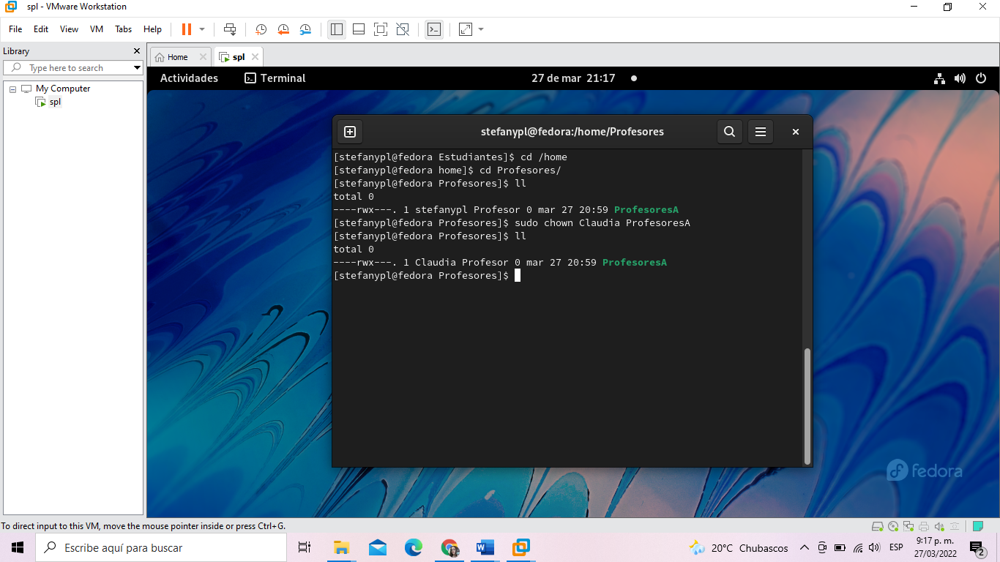 spl - VMware Workstation
File Edit View VM Tabs Help
Library
Type here to search
My Computer
spl
Home
spl
Actividades
Terminal
27 de mar 21:17
stefanypl@fedora:/home/Profesores
[stefanypl@fedora Estudiantes]$ cd /home
[stefanypl@fedora home]$ cd Profesores/
[stefanypl@fedora Profesores]$ ll
total 0
----rwx---. 1 stefanypl Profesor 0 mar 27 20:59 ProfesoresA
[stefanypl@fedora Profesores]$ sudo chown Claudia ProfesoresA
[stefanypl@fedora Profesores]$ ll
total 0
----rwx---. 1 Claudia Profesor 0 mar 27 20:59 ProfesoresA
[stefanypl@fedora Profesores]$
fedora
To direct input to this VM, move the mouse pointer inside or press Ctrl+G.
Escribe aquí para buscar
20°C Chubascos
ESP
9:17 p. m.
27/03/2022
2